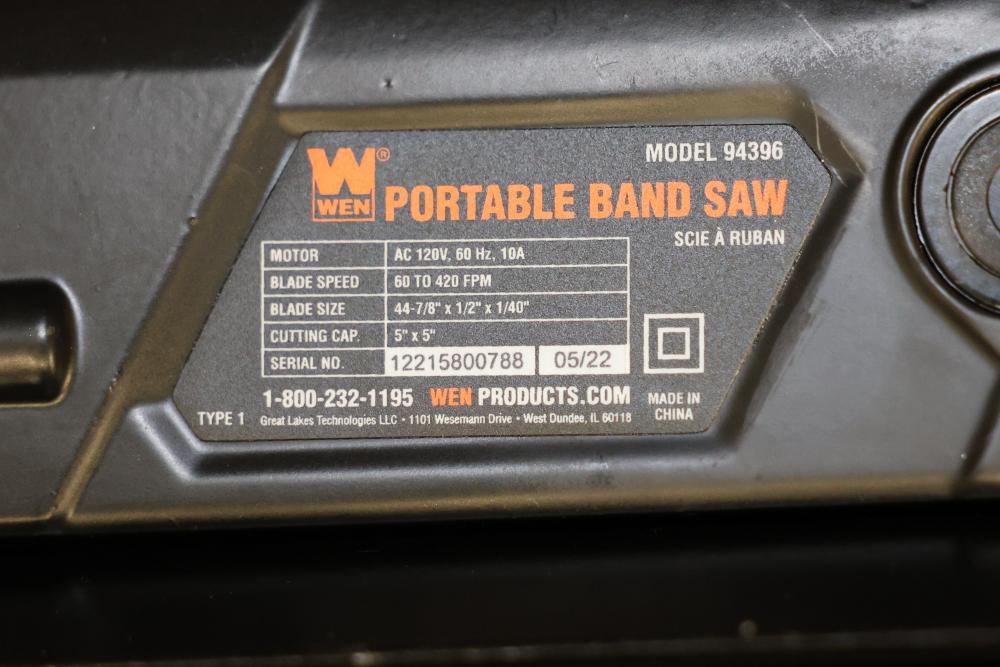 WEN®
MODEL 94396
PORTABLE BAND SAW
SCIE À RUBAN
MOTOR AC 120V, 60 Hz, 10A
BLADE SPEED 60 TO 420 FPM
BLADE SIZE 44-7/8" x 1/2" x 1/40"
CUTTING CAP. 5" x 5"
SERIAL NO. 12215800788 05/22
1-800-232-1195 WEN PRODUCTS.COM
MADE IN
CHINA
TYPE 1 Great Lakes Technologies LLC • 1101 Wesemann Drive • West Dundee, IL 60118